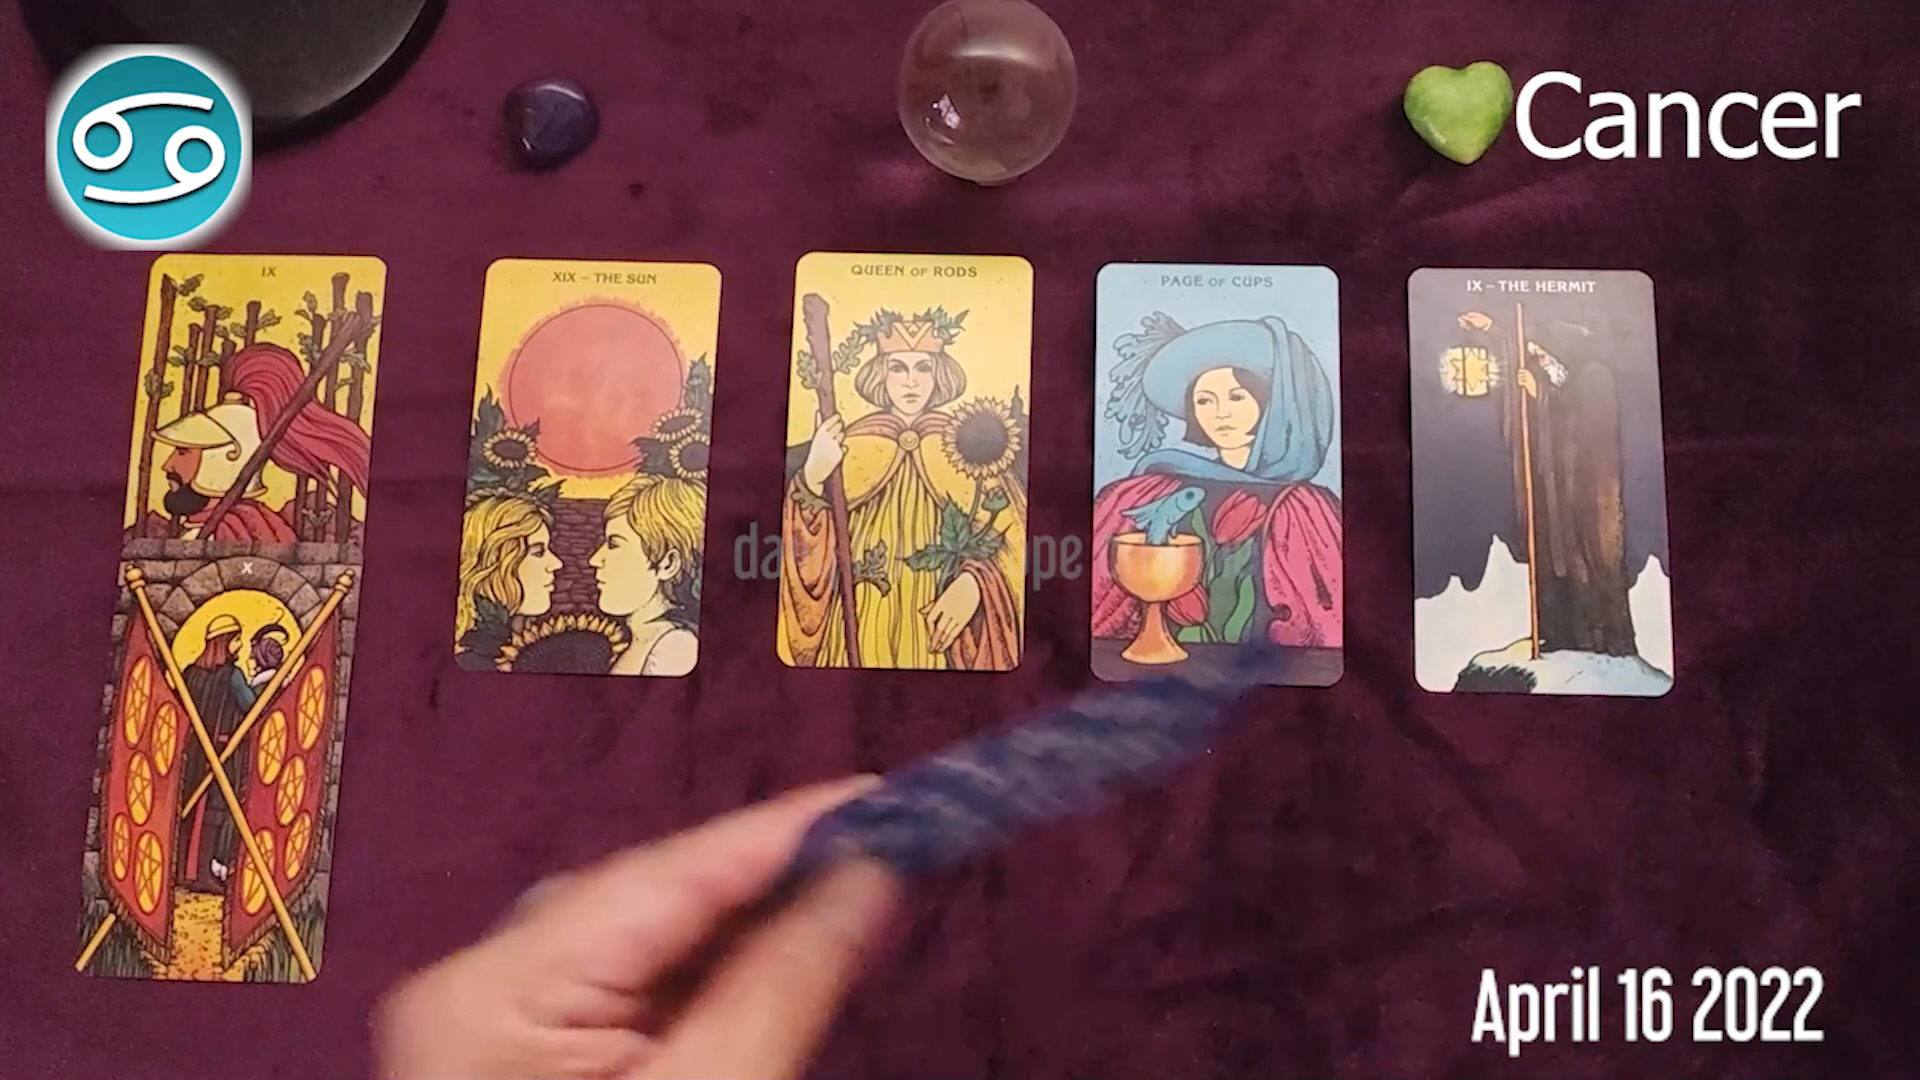 Cancer
IX
XIX – THE SUN
QUEEN OF RODS
PAGE OF CUPS
IX – THE HERMIT
X
April 16 2022